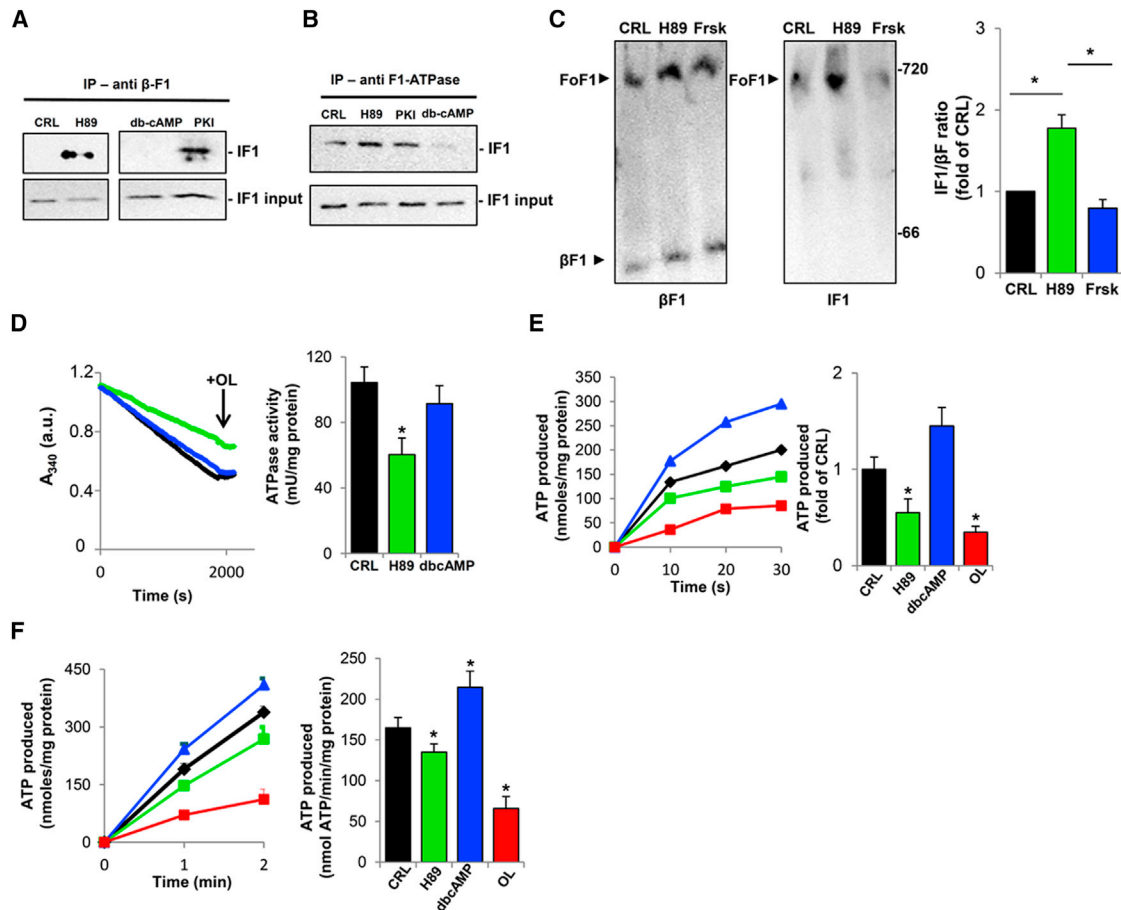 A
IP – anti β-F1
CRL H89 db-cAMP PKI
- IF1
- IF1 input
B
IP – anti F1-ATPase
CRL H89 PKI db-cAMP
- IF1
- IF1 input
C
CRL H89 Frsk
FoF1
βF1
βF1
CRL H89 Frsk
FoF1
-720
-66
IF1
IF1/βF ratio
(fold of CRL)
3
2
1
0
*
*
CRL H89 Frsk
D
A340 (a.u.)
1.2
0.8
0.4
0
+OL
0 2000
Time (s)
ATPase activity
(mU/mg protein)
120
80
40
0
*
CRL H89 dbcAMP
E
ATP produced
(nmoles/mg protein)
350
300
250
200
150
100
50
0
0 10 20 30
Time (s)
ATP produced
(fold of CRL)
2
1
0
*
*
CRL
H89
dbcAMP
OL
F
ATP produced
(nmoles/mg protein)
450
300
150
0
0 1 2
Time (min)
ATP produced
(nmol ATP/min/mg protein)
250
200
150
100
50
0
*
*
*
CRL
H89
dbcAMP
OL